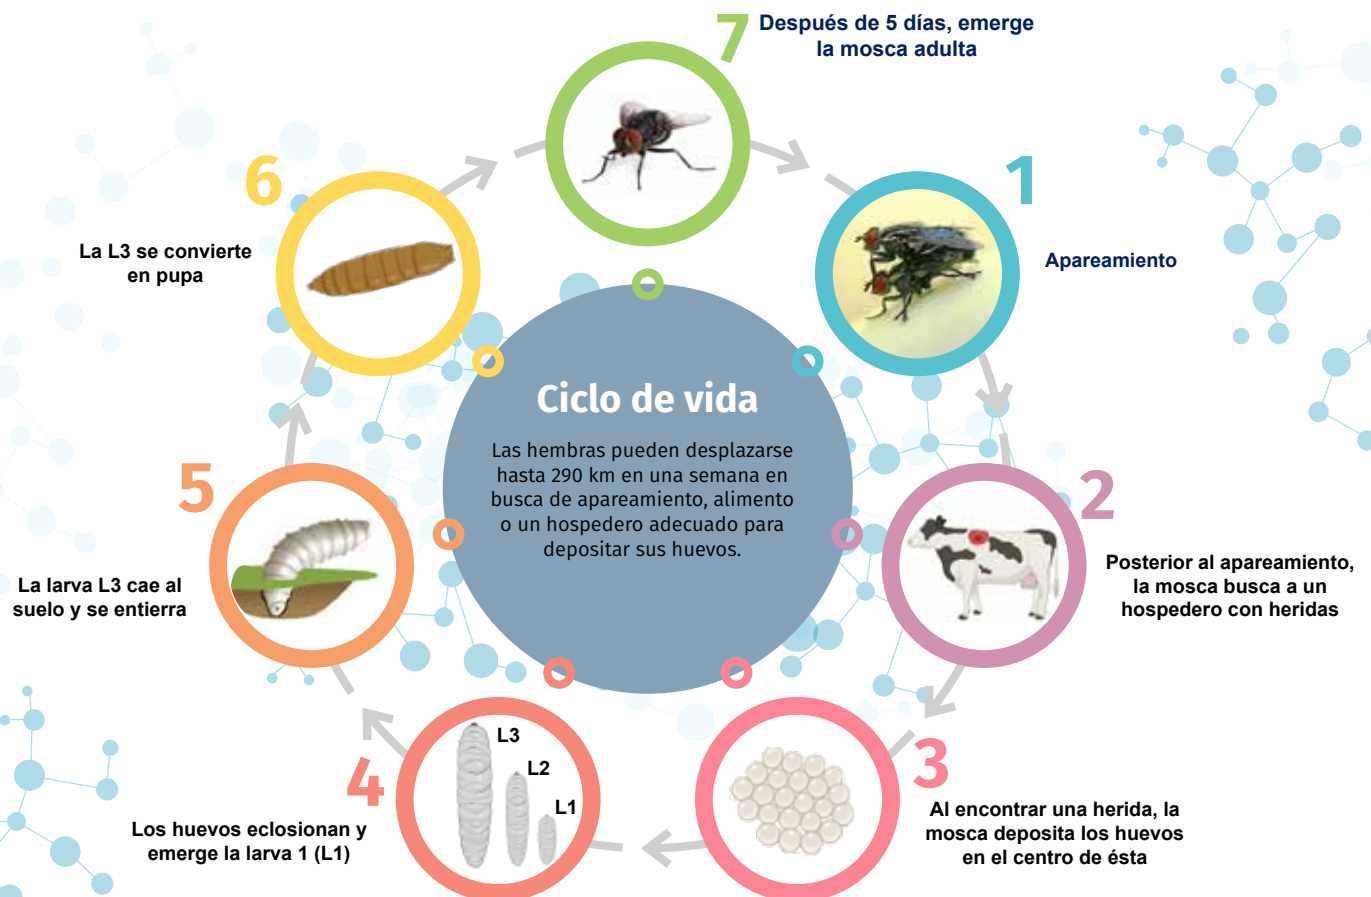 7
Después de 5 días, emerge
la mosca adulta
1
Apareamiento
2
Posterior al apareamiento,
la mosca busca a un
hospedero con heridas
3
Al encontrar una herida, la
mosca deposita los huevos
en el centro de ésta
4
L3
L2
L1
Los huevos eclosionan y
emerge la larva 1 (L1)
5
La larva L3 cae al
suelo y se entierra
6
La L3 se convierte
en pupa
Ciclo de vida
Las hembras pueden desplazarse
hasta 290 km en una semana en
busca de apareamiento, alimento
o un hospedero adecuado para
depositar sus huevos.